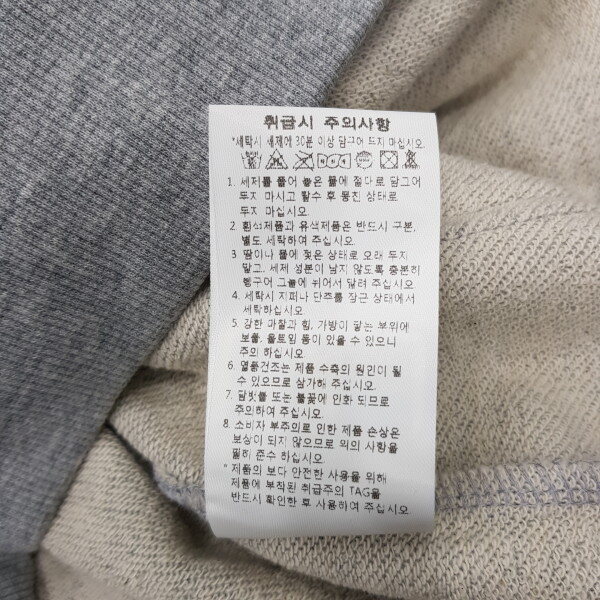 취급시 주의사항
*세탁시 세제에 30분 이상 담구어 두지 마십시오.
1. 세저를 풀어 놓은 물에 절대로 담그어
두지 마시고 탈수 후 뭉친 상태로
두지 마십시오.
2 흰색제품과 유색제품은 반드시 구분,
별도 세탁하여 주십시오.
3 땀이나 물에 젖은 상태로 오래 두지
말고, 세제 성분이 남지 않도록 충분히
헹구어 그늘에 뉘어서 말려 주십시오
4. 세탁시 지퍼나 단추를 잠근 상태에서
세탁하십시오.
5. 강한 마찰과 힘, 가방이 닿는 부위에
보풀, 올트임 등이 있을 수 있으니
주의 하십시오.
6. 열풍건조는 제품 수축의 원인이 될
수 있으므로 삼가해 주십시오.
7. 담뱃불 또는 불꽃에 인화 되므로
주의하여 주십시오.
8. 소비자 부주의로 인한 제품 손상은
보상이 되지 않으므로 위의 사항을
필히 준수 하십시오
* 제품의 보다 안전한 사용을 위해
제품에 부착된 취급주의 TAG을
반드시 확인한 후 사용하여 주십시오.